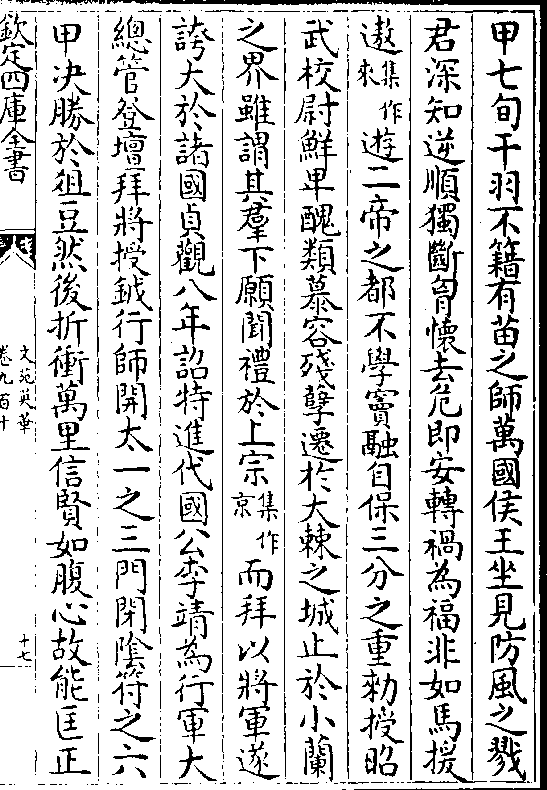 甲七旬干羽不籍有苗之師萬國侯王坐見防風之戮
君深知逆順獨斷胷懷去危即安轉禍為福非如馬援
遨集作來遊二帝之都不學竇融自保三分之重勑授昭
武校尉鮮卑醜類慕容殘孽遷於大棘之城止於小蘭
之界雖謂其羣下願聞禮於上宗集作京而拜以將軍遂
誇大於諸國貞觀八年詔特進代國公李靖為行軍大
總管登壇拜將授鉞行師開太一之三門閉陰符之六
甲决勝於俎豆然後折衝萬里信賢如腹心故能匡正
欽定四庫全書
文苑英華
卷九百十
十七